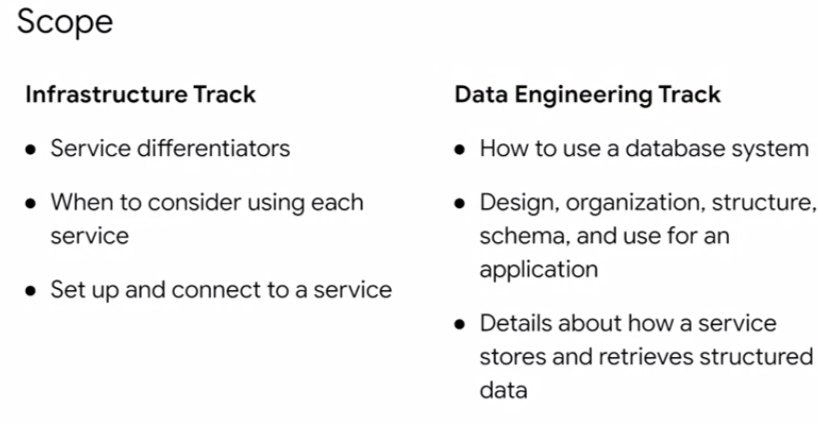 Scope
Infrastructure Track
• Service differentiators
• When to consider using each
service
• Set up and connect to a service
Data Engineering Track
• How to use a database system
• Design, organization, structure,
schema, and use for an
application
• Details about how a service
stores and retrieves structured
data